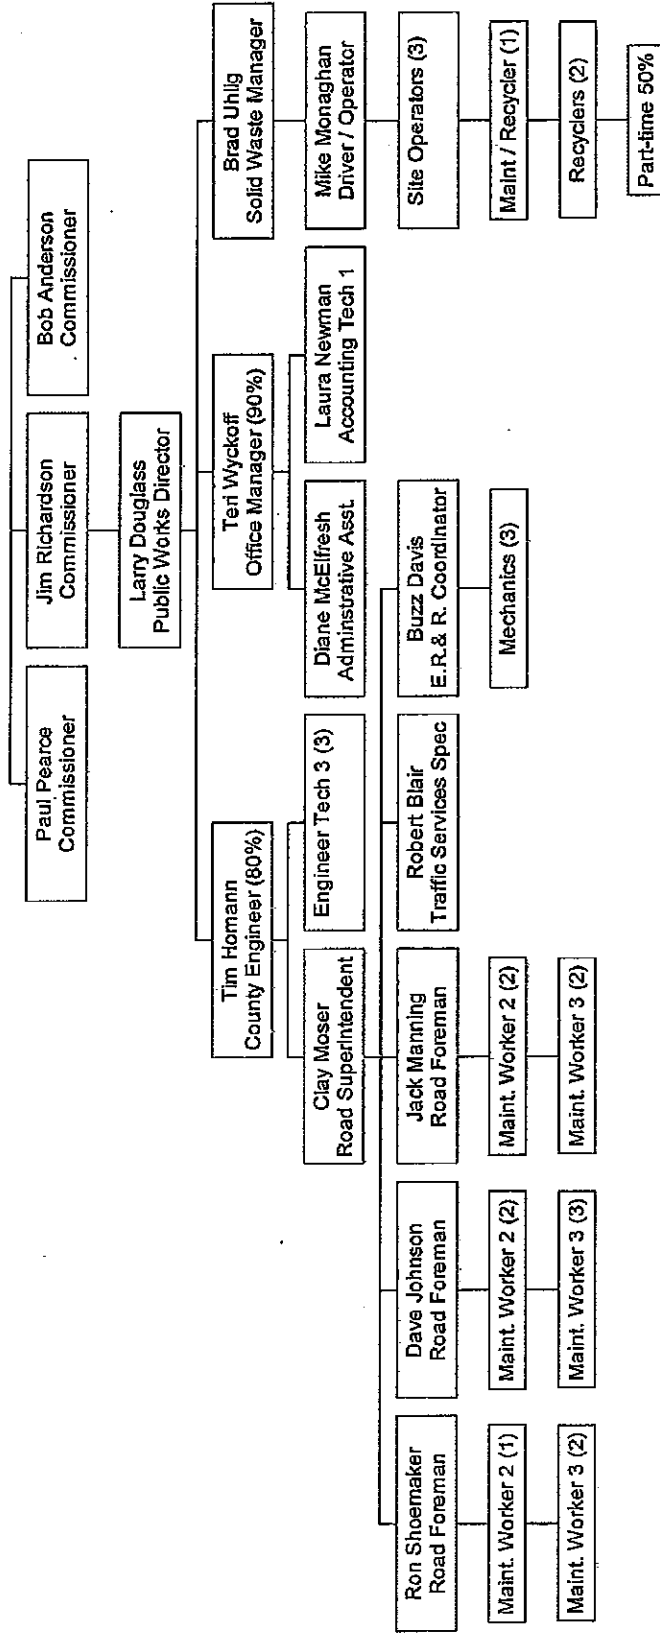 Paul Pearce
Commissioner
Jim Richardson
Commissioner
Bob Anderson
Commissioner
Larry Douglass
Public Works Director
Tim Homann
County Engineer (80%)
Teri Wyckoff
Office Manager (90%)
Brad Uhlig
Solid Waste Manager
Clay Moser
Road Superintendent
Engineer Tech 3 (3)
Diane McElfresh
Adminstrative Asst.
Laura Newman
Accounting Tech 1
Mike Monaghan
Driver / Operator
Ron Shoemaker
Road Foreman
Dave Johnson
Road Foreman
Jack Manning
Road Foreman
Robert Blair
Traffic Services Spec
Buzz Davis
E.R.& R. Coordinator
Site Operators (3)
Maint. Worker 2 (1)
Maint. Worker 2 (2)
Maint. Worker 2 (2)
Mechanics (3)
Maint / Recycler (1)
Maint. Worker 3 (2)
Maint. Worker 3 (3)
Maint. Worker 3 (2)
Recyclers (2)
Part-time 50%